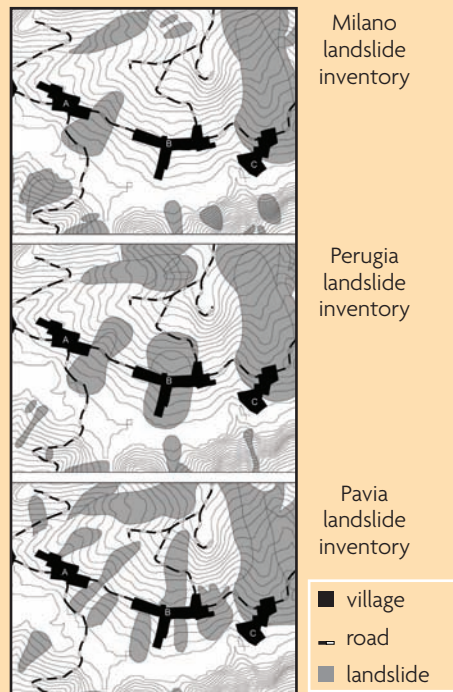 Milano
landslide
inventory
A
B
C
Perugia
landslide
inventory
A
B
C
Pavia
landslide
inventory
A
B
C
village
road
landslide